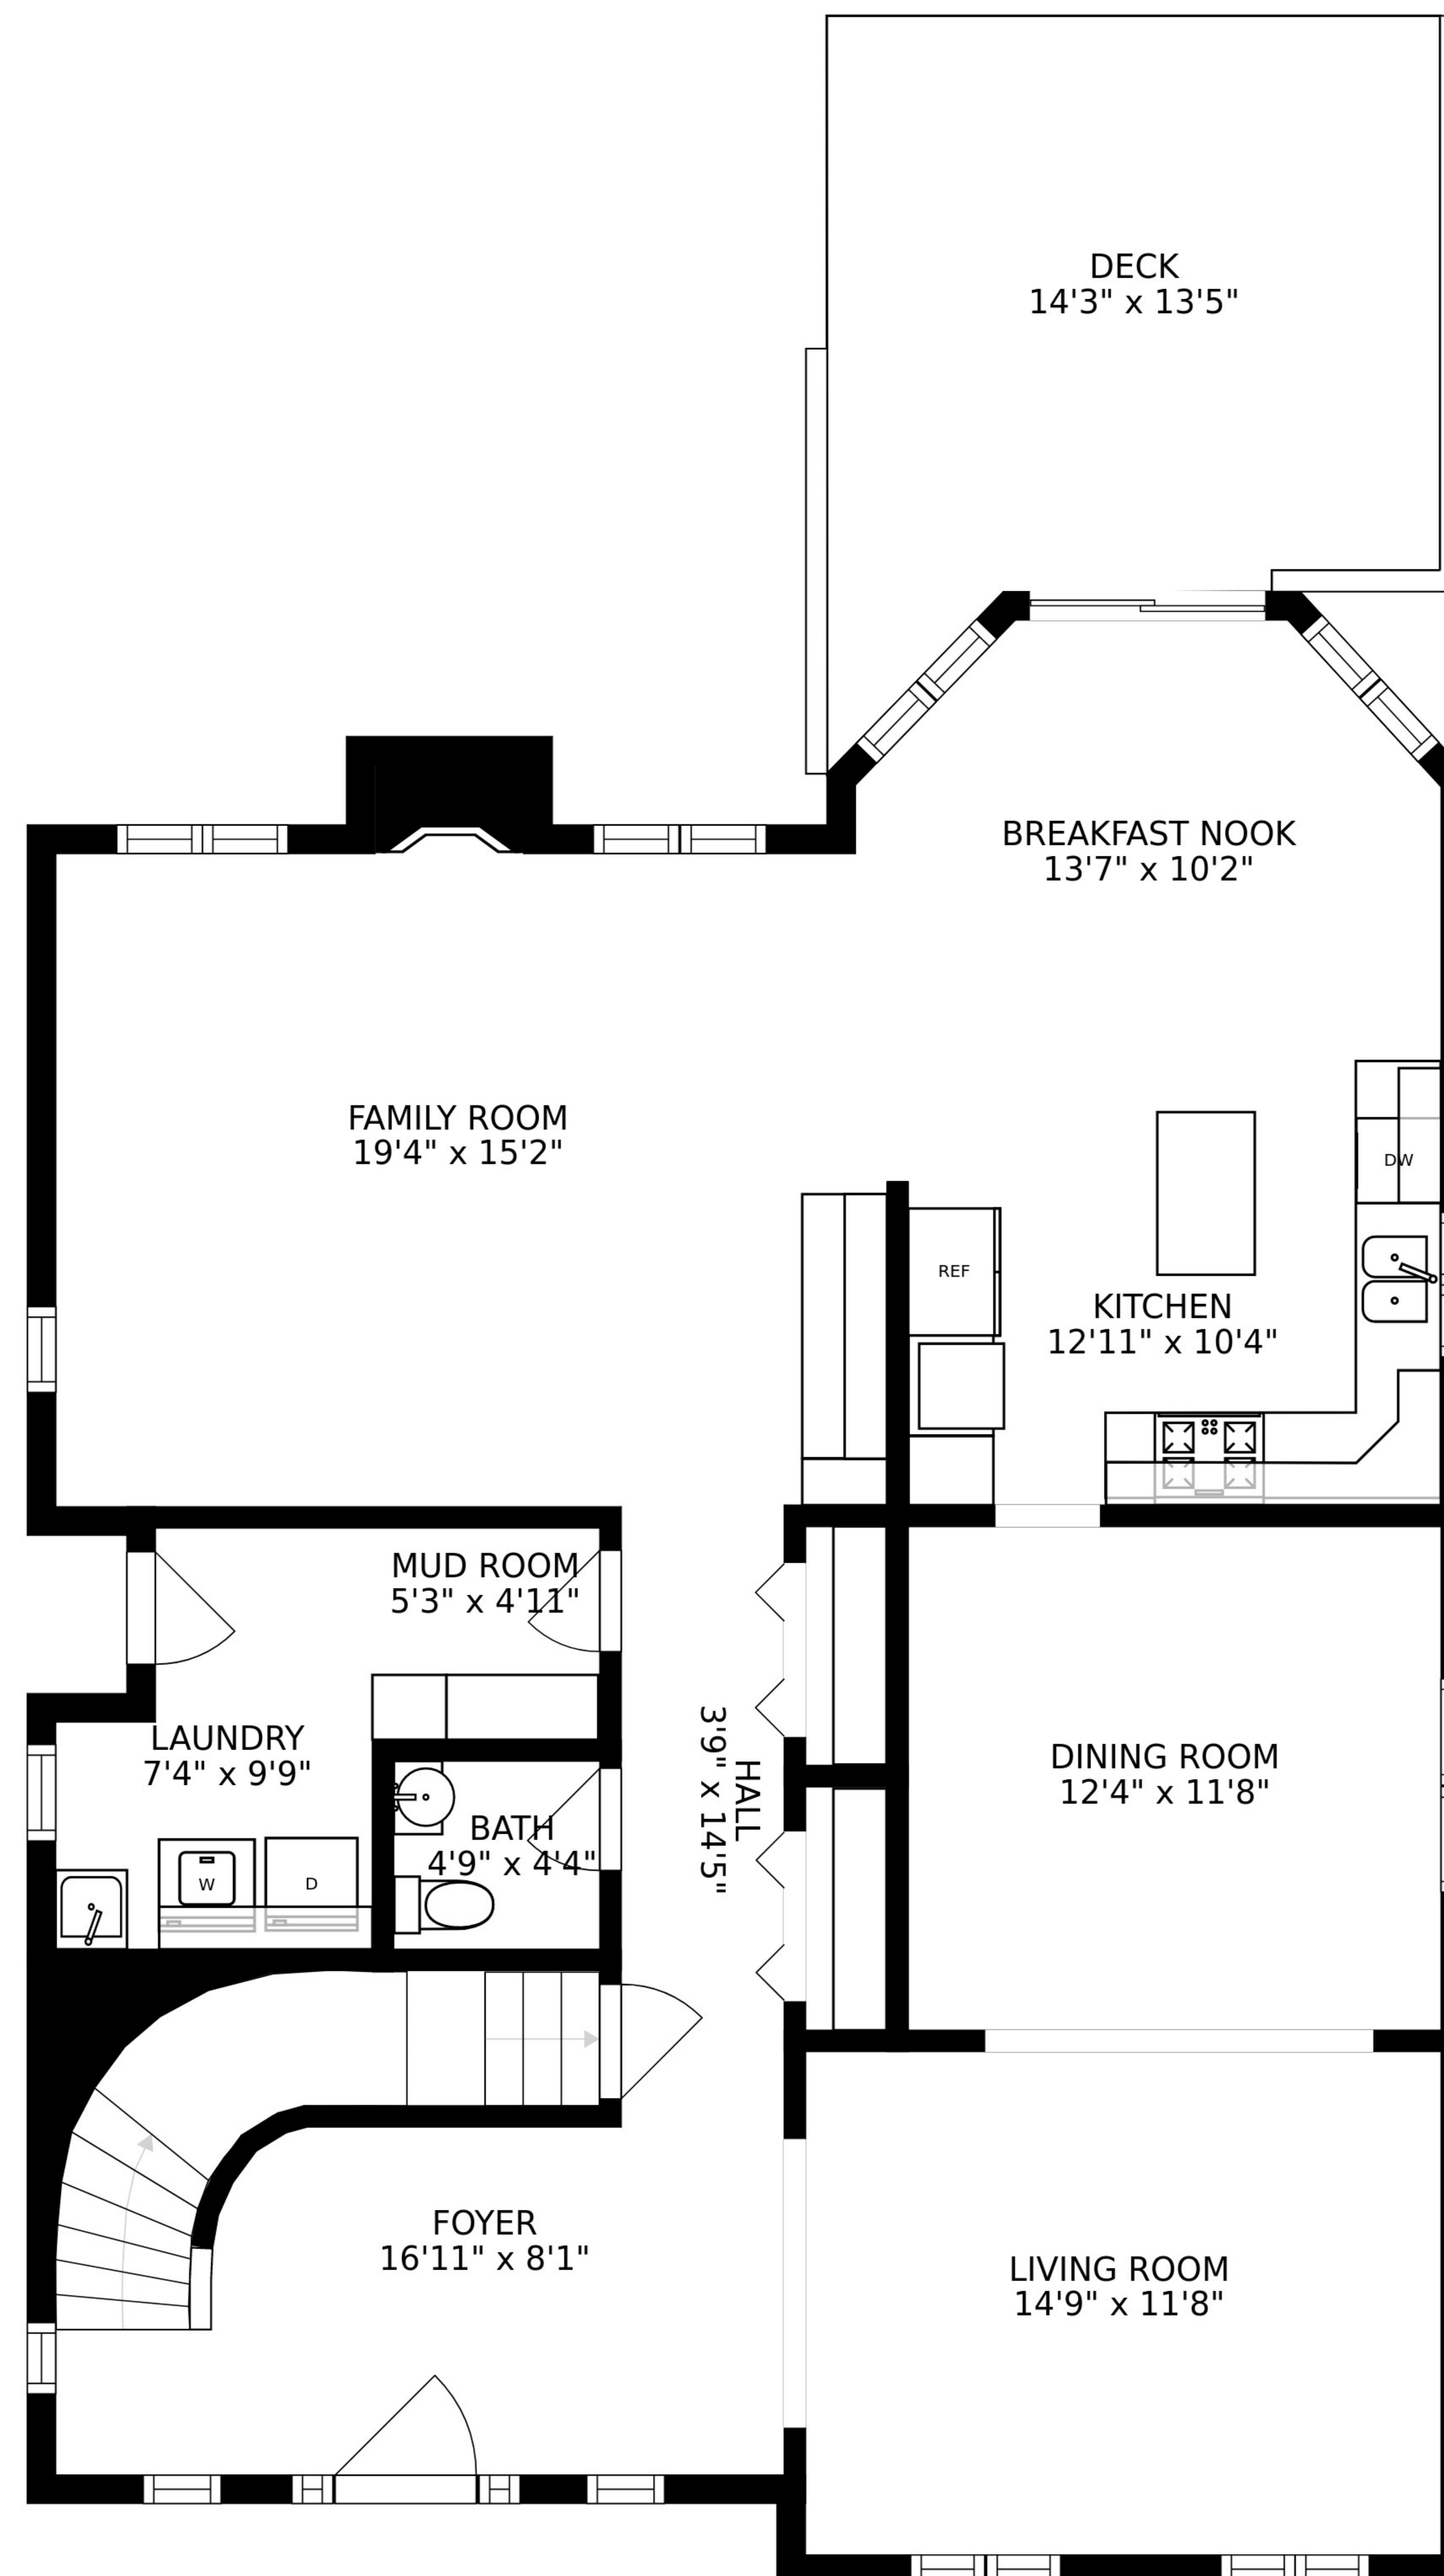 DECK
14'3" x 13'5"
BREAKFAST NOOK
13'7" x 10'2"
FAMILY ROOM
19'4" x 15'2"
DW
REF
KITCHEN
12'11" x 10'4"
MUD ROOM
5'3" x 4'11"
LAUNDRY
7'4" x 9'9"
HALL
3'9" x 14'5"
DINING ROOM
12'4" x 11'8"
BATH
4'9" x 4'4"
W
D
FOYER
16'11" x 8'1"
LIVING ROOM
14'9" x 11'8"